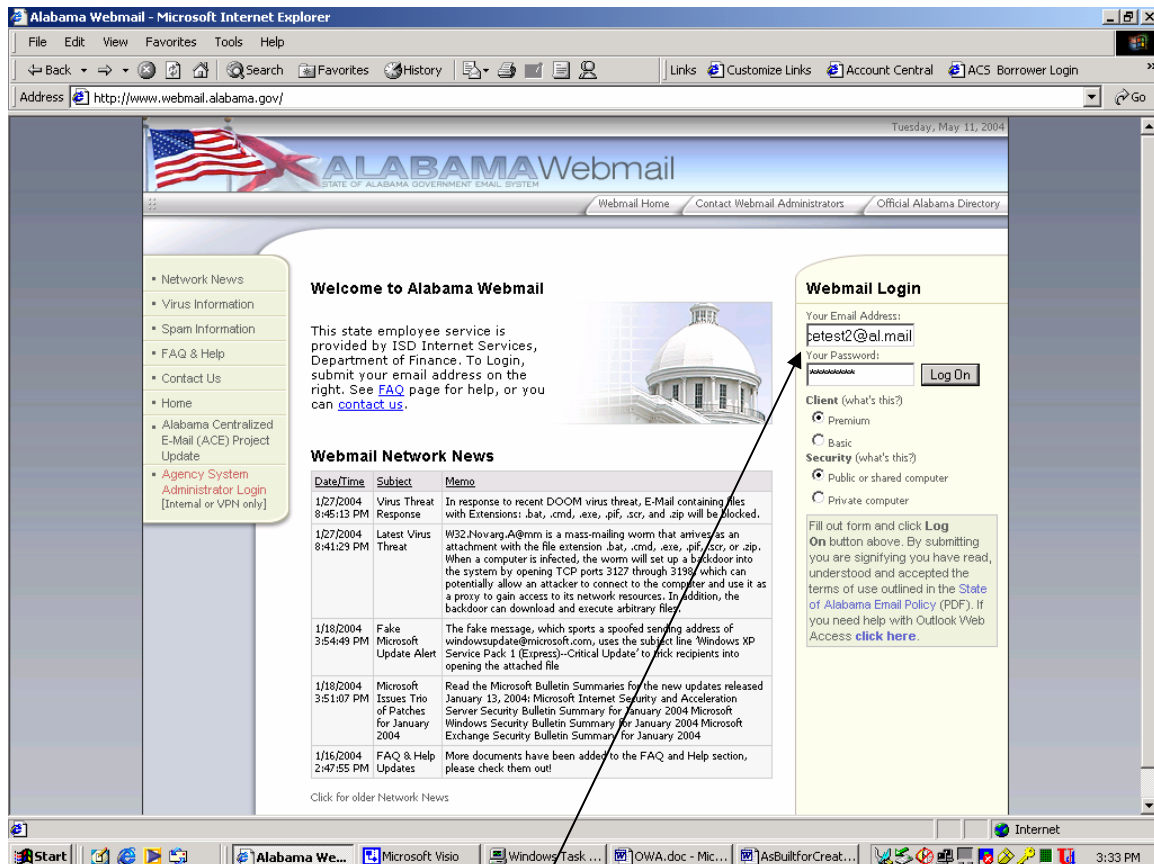 Alabama Webmail - Microsoft Internet Explorer
File Edit View Favorites Tools Help
Back Search Favorites History Links Customize Links Account Central ACS Borrower Login
Address http://www.webmail.alabama.gov/ Go
Tuesday, May 11, 2004
ALABAMA Webmail
STATE OF ALABAMA GOVERNMENT EMAIL SYSTEM
Webmail Home Contact Webmail Administrators Official Alabama Directory
Network News
Virus Information
Spam Information
FAQ & Help
Contact Us
Home
Alabama Centralized
E-Mail (ACE) Project
Update
Agency System
Administrator Login
[Internal or VPN only]
Welcome to Alabama Webmail
This state employee service is
provided by ISD Internet Services,
Department of Finance. To Login,
submit your email address on the
right. See FAQ page for help, or you
can contact us.
Webmail Network News
Date/Time Subject Memo
1/27/2004 Virus Threat In response to recent DOOM virus threat, E-Mail containing files
8:45:13 PM Response with Extensions: .bat, .cmd, .exe, .pif, .scr, and .zip will be blocked.
1/27/2004 Latest Virus W32.Novarg.A@mm is a mass-mailing worm that arrives as an
8:41:29 PM Threat attachment with the file extension .bat, .cmd, .exe, .pif, .scr, or .zip.
When a computer is infected, the worm will set up a backdoor into
the system by opening TCP ports 3127 through 3198, which can
potentially allow an attacker to connect to the computer and use it as
a proxy to gain access to its network resources. In addition, the
backdoor can download and execute arbitrary files.
1/18/2004 Fake The fake message, which sports a spoofed sending address of
3:54:49 PM Microsoft windowsupdate@microsoft.com, uses the subject line 'Windows XP
Update Alert Service Pack 1 (Express)--Critical Update' to trick recipients into
opening the attached file
1/18/2004 Microsoft Read the Microsoft Bulletin Summaries for the new updates released
3:51:07 PM Issues Trio January 13, 2004: Microsoft Internet Security and Acceleration
of Patches Server Security Bulletin Summary for January 2004 Microsoft
for January Windows Security Bulletin Summary for January 2004 Microsoft
2004 Exchange Security Bulletin Summary for January 2004
1/16/2004 FAQ & Help More documents have been added to the FAQ and Help section,
2:47:55 PM Updates please check them out!
Click for older Network News
Webmail Login
Your Email Address:
cetest2@al.mail
Your Password:
********* Log On
Client (what's this?)
Premium
Basic
Security (what's this?)
Public or shared computer
Private computer
Fill out form and click Log
On button above. By submitting
you are signifying you have read,
understood and accepted the
terms of use outlined in the State
of Alabama Email Policy (PDF). If
you need help with Outlook Web
Access click here.
Internet
Start Alabama We... Microsoft Visio Windows Task ... OWA.doc - Mic... AsBuiltforCreat... 3:33 PM